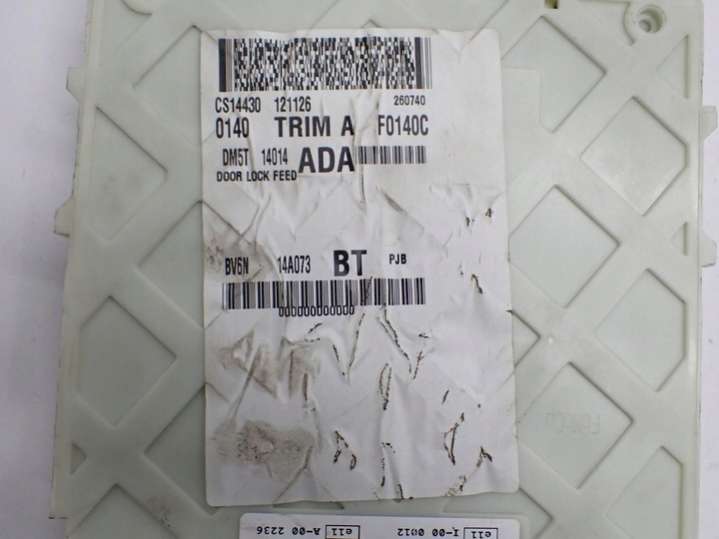 CS14430 121126 260740
0140 TRIM A F0140C
DM5T 14014 ADA
DOOR LOCK FEED
BV6N 14A073 BT PJB
000000000000
e11 A-00 2236 e11 I-00 0012